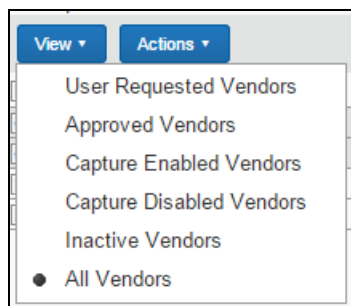 View ▾ Actions ▾
User Requested Vendors
Approved Vendors
Capture Enabled Vendors
Capture Disabled Vendors
Inactive Vendors
● All Vendors